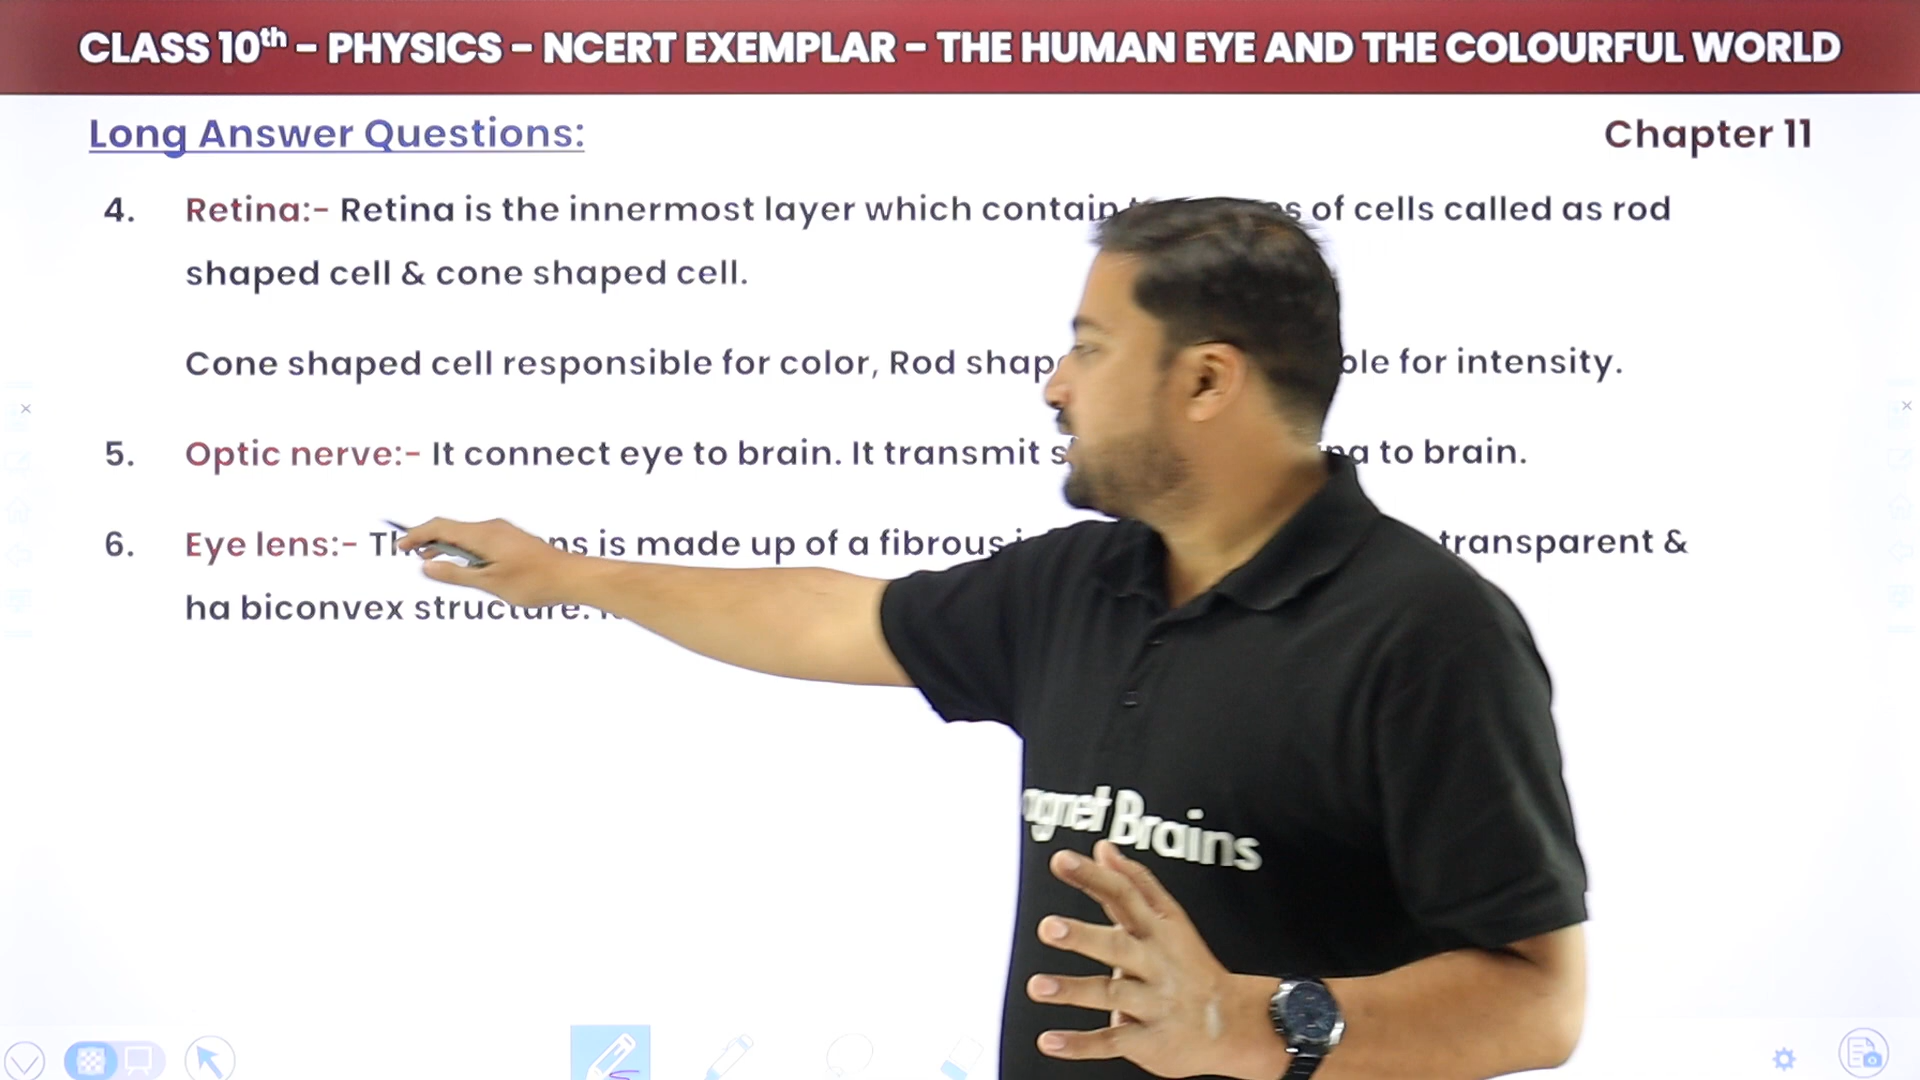 CLASS 10th – PHYSICS – NCERT EXEMPLAR – THE HUMAN EYE AND THE COLOURFUL WORLD
Long Answer Questions:
Chapter 11
4. Retina:- Retina is the innermost layer which contain of cells called as rod
shaped cell & cone shaped cell.
Cone shaped cell responsible for color, Rod for intensity.
5. Optic nerve:- It connect eye to brain. It transmit to brain.
6. Eye lens:- is made up of a fibrous transparent &
ha biconvex structure.
Brains